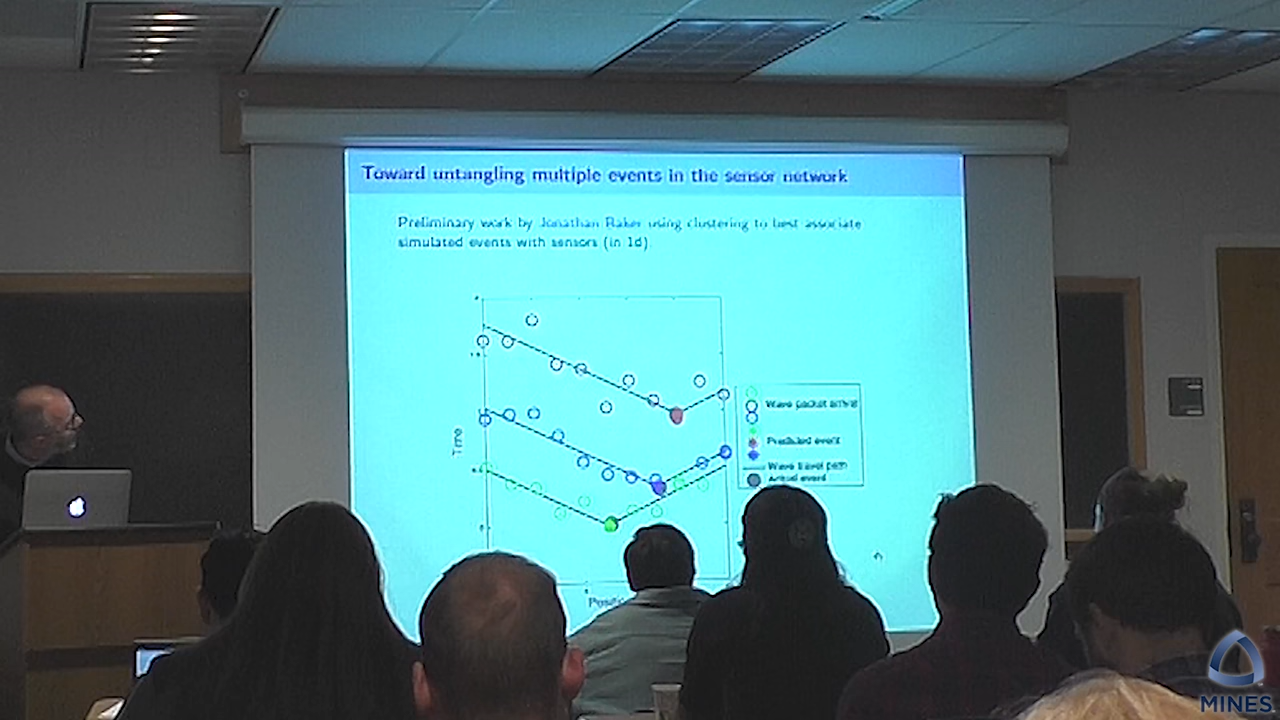 Toward untangling multiple events in the sensor network
Preliminary work by Jonathan Baker using clustering to best associate
simulated events with sensors (in 1d)
Wave packet arrival
Predicted event
Wave travel path
Actual event
Time
MINES